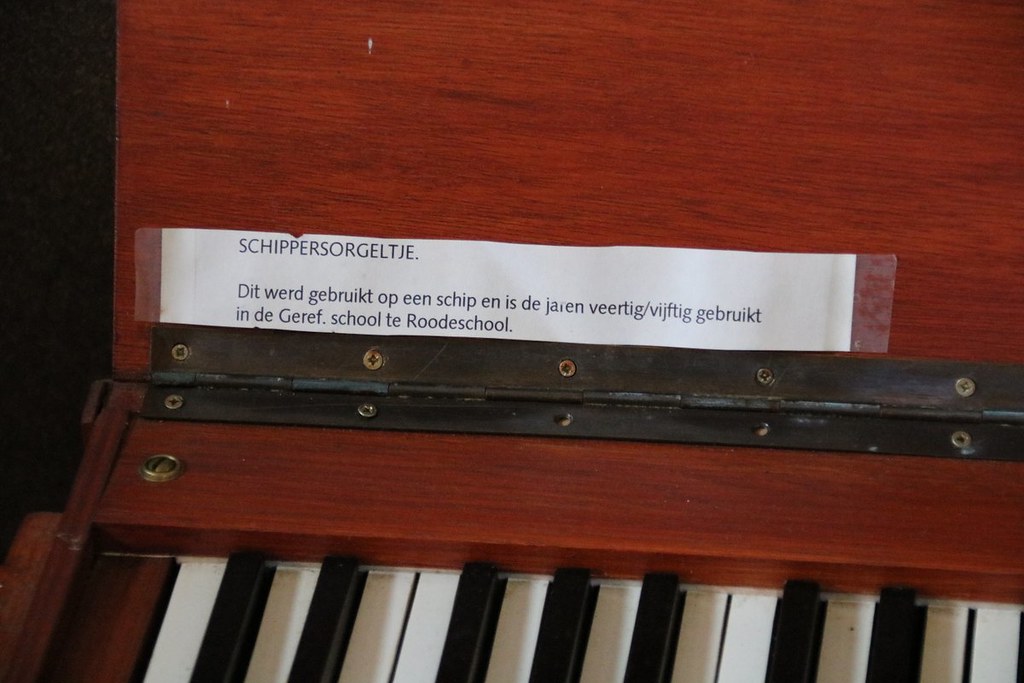 SCHIPPERSORGELTJE.
Dit werd gebruikt op een schip en is de jaren veertig/vijftig gebruikt
in de Geref. school te Roodeschool.